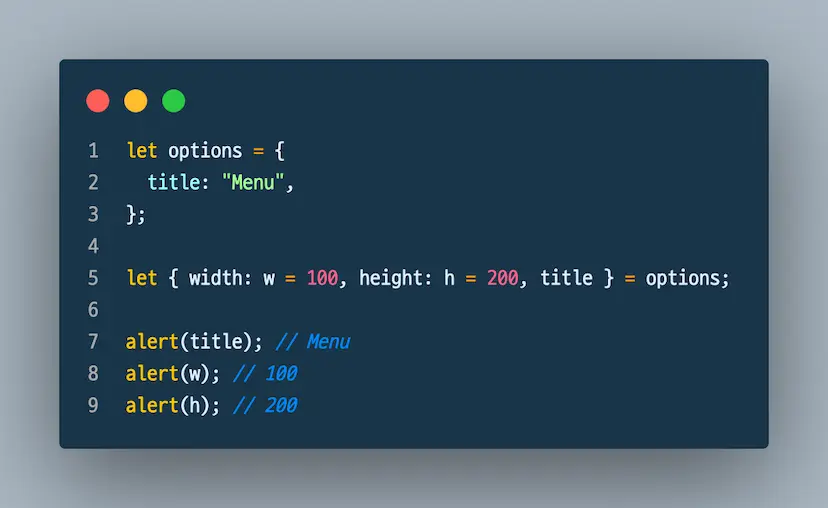 1 let options = {
2   title: "Menu",
3 };
4
5 let { width: w = 100, height: h = 200, title } = options;
6
7 alert(title); // Menu
8 alert(w); // 100
9 alert(h); // 200